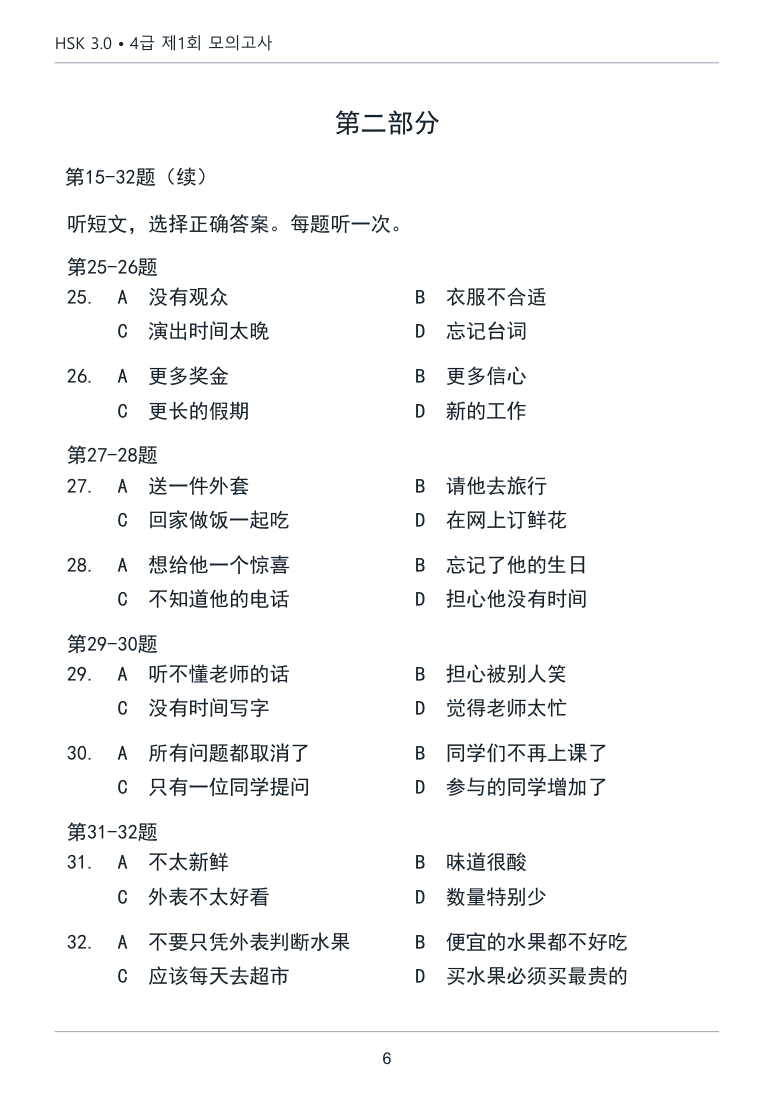 HSK 3.0 • 4급 제1회 모의고사
第二部分
第15-32题（续）
听短文，选择正确答案。每题听一次。
第25-26题
25. A 没有观众 B 衣服不合适
C 演出时间太晚 D 忘记台词
26. A 更多奖金 B 更多信心
C 更长的假期 D 新的工作
第27-28题
27. A 送一件外套 B 请他去旅行
C 回家做饭一起吃 D 在网上订鲜花
28. A 想给他一个惊喜 B 忘记了他的生日
C 不知道他的电话 D 担心他没有时间
第29-30题
29. A 听不懂老师的话 B 担心被别人笑
C 没有时间写字 D 觉得老师太忙
30. A 所有问题都取消了 B 同学们不再上课了
C 只有一位同学提问 D 参与的同学增加了
第31-32题
31. A 不太新鲜 B 味道很酸
C 外表不太好看 D 数量特别少
32. A 不要只凭外表判断水果 B 便宜的水果都不好吃
C 应该每天去超市 D 买水果必须买最贵的
6